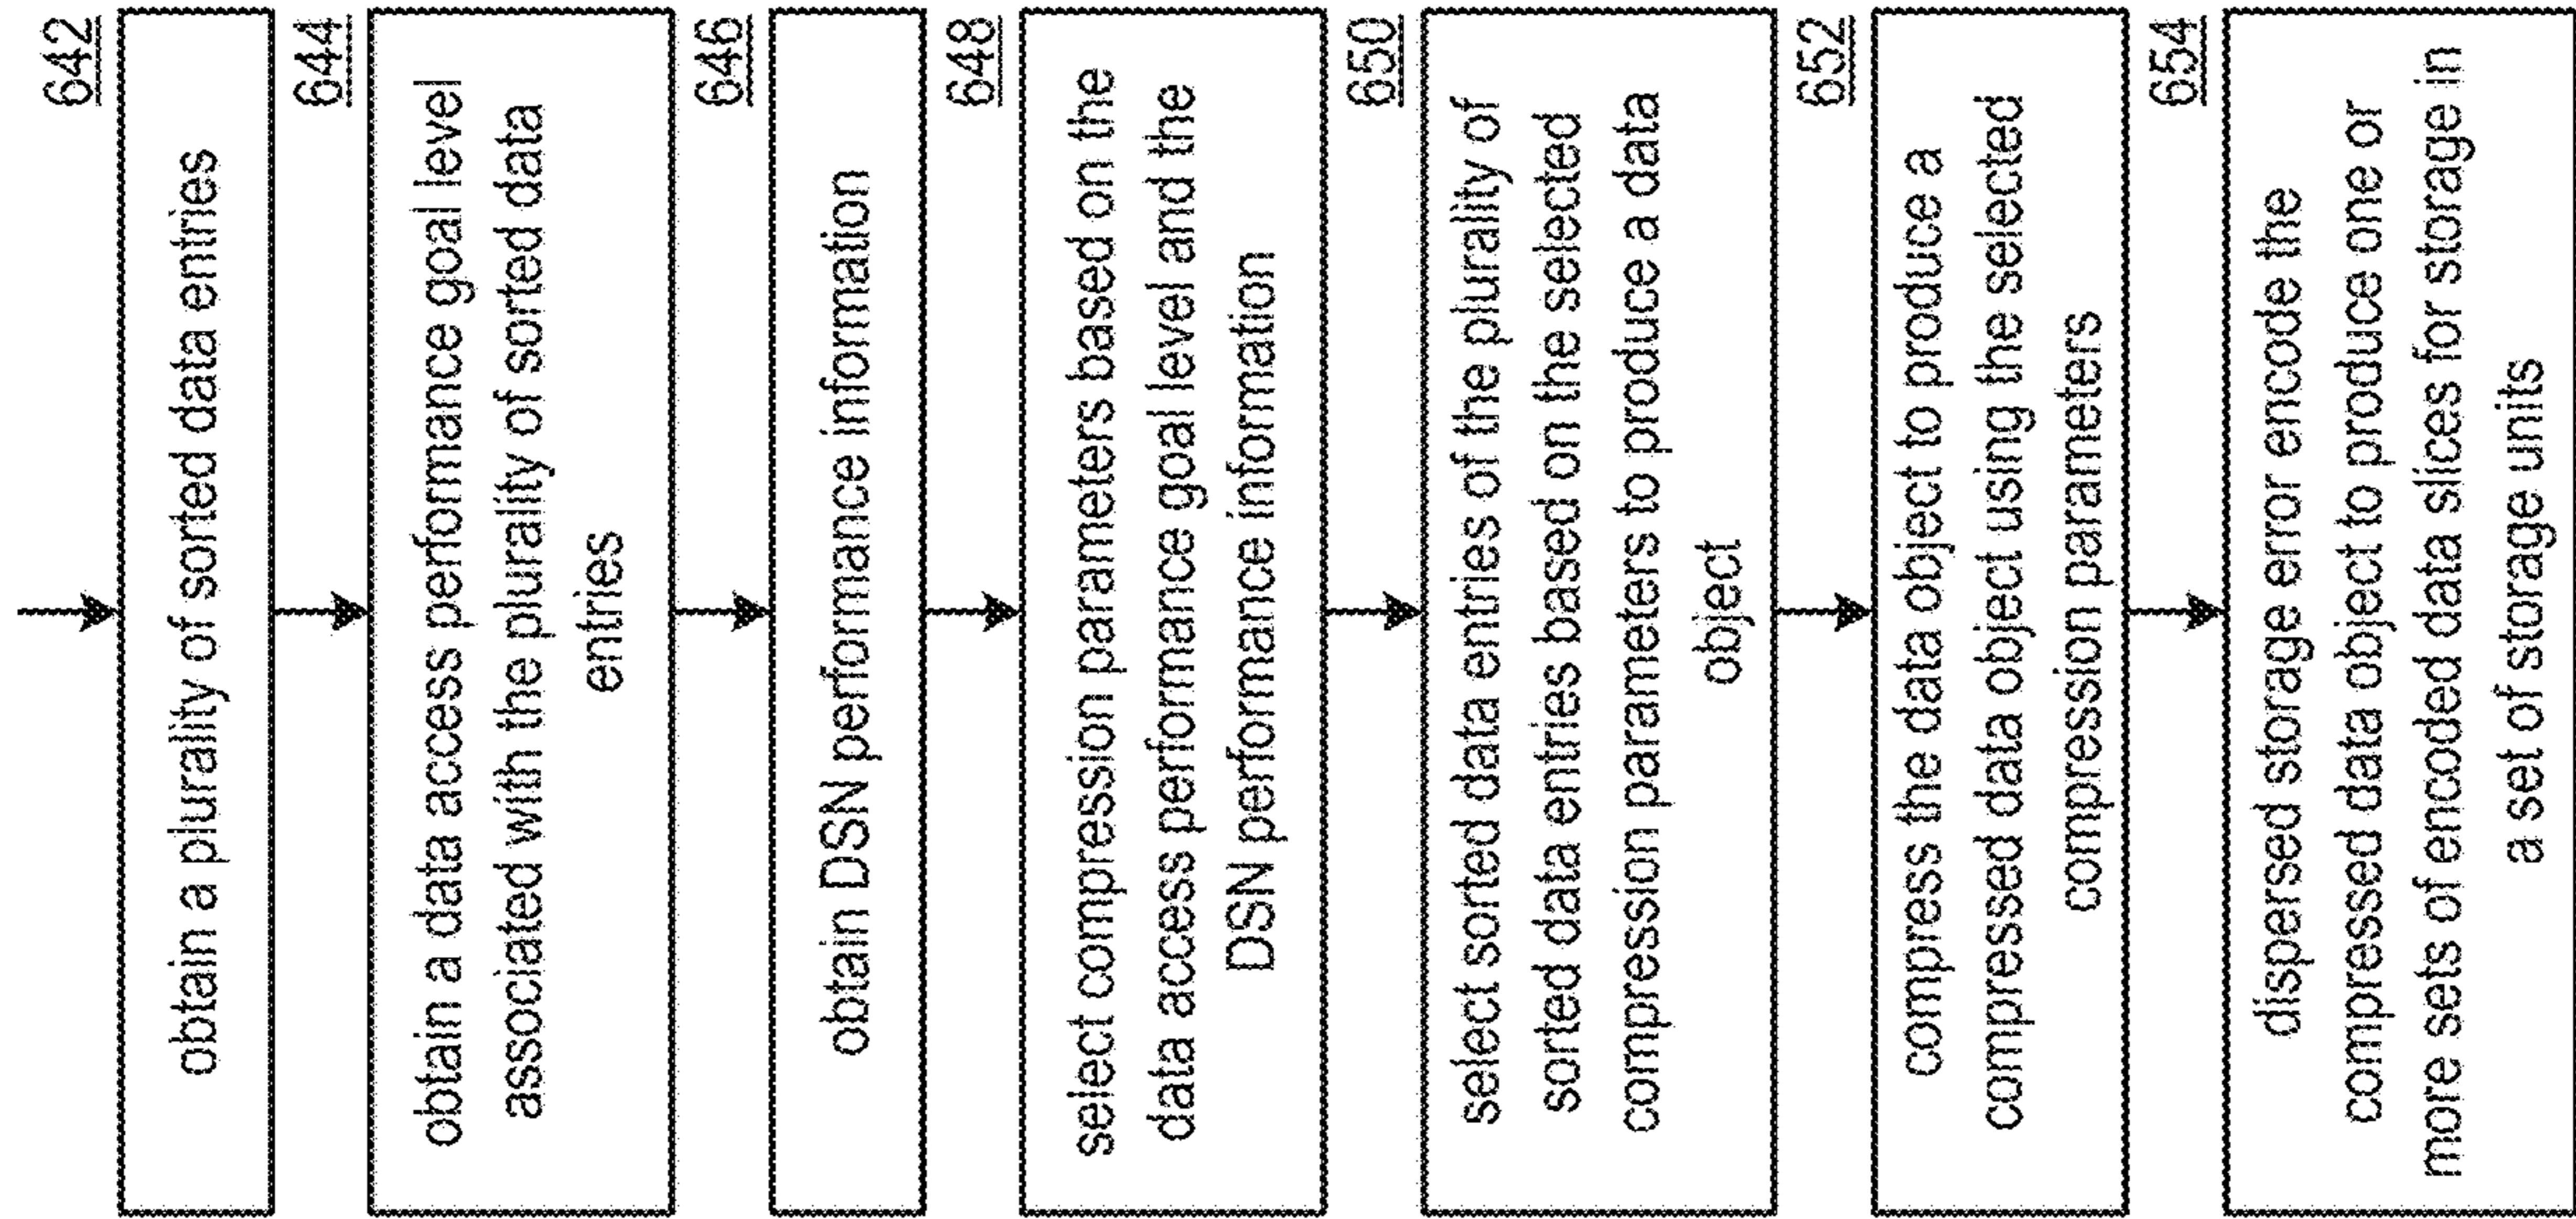 642
obtain a plurality of sorted data entries
644
obtain a data access performance goal level
associated with the plurality of sorted data
entries
646
obtain DSN performance information
648
select compression parameters based on the
data access performance goal level and the
DSN performance information
650
select sorted data entries of the plurality of
sorted data entries based on the selected
compression parameters to produce a data
object
652
compress the data object to produce a
compressed data object using the selected
compression parameters
654
dispersed storage error encode the
compressed data object to produce one or
more sets of encoded data slices for storage in
a set of storage units